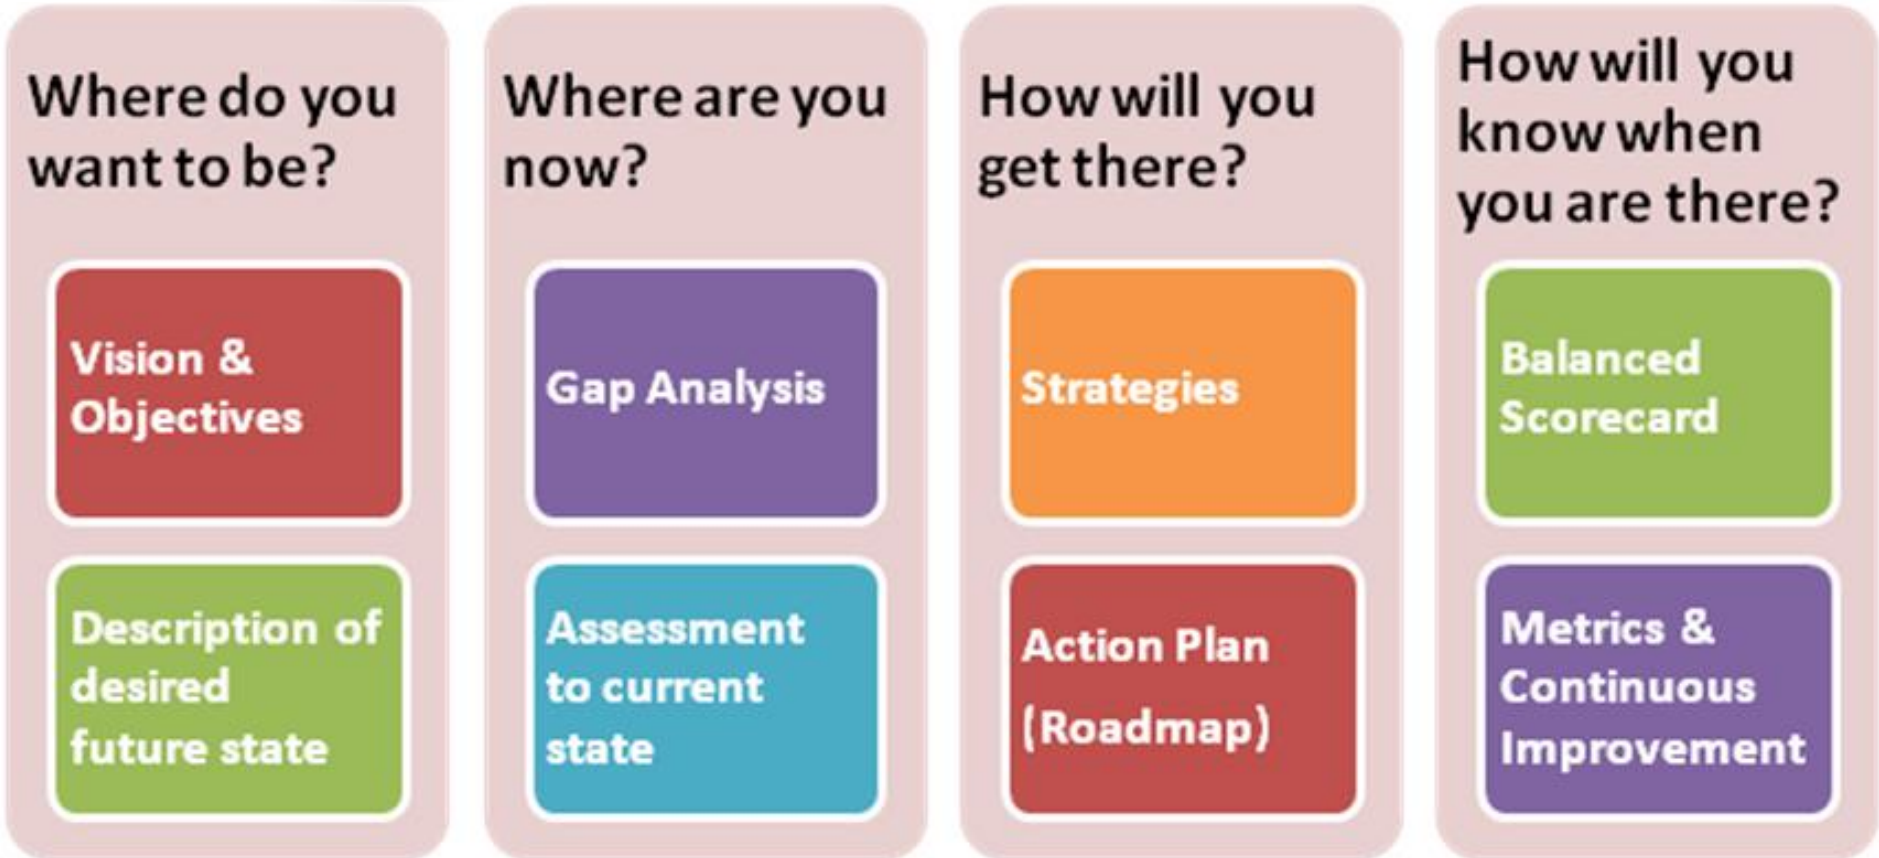 Where do you
want to be?
Vision &
Objectives
Description of
desired
future state
Where are you
now?
Gap Analysis
Assessment
to current
state
How will you
get there?
Strategies
Action Plan
(Roadmap)
How will you
know when
you are there?
Balanced
Scorecard
Metrics &
Continuous
Improvement